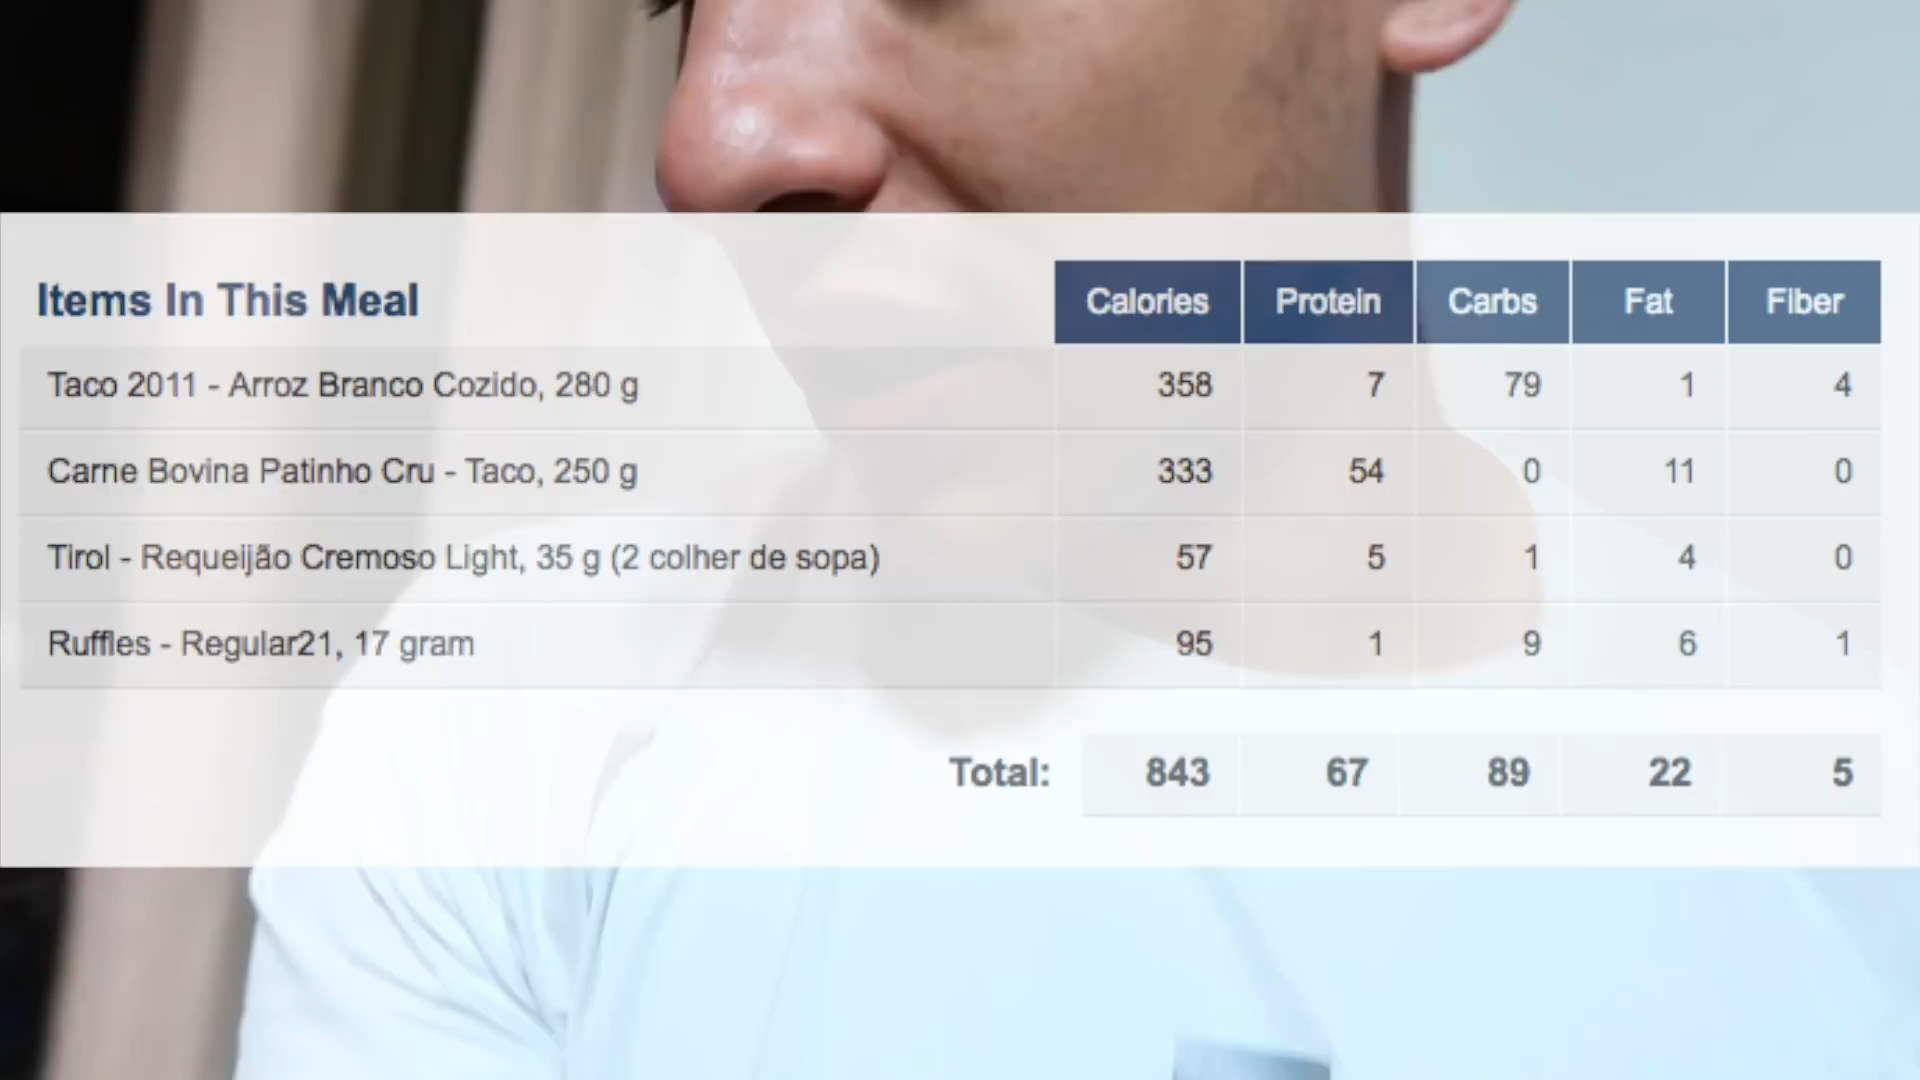 Items In This Meal Calories Protein Carbs Fat Fiber
Taco 2011 - Arroz Branco Cozido, 280 g 358 7 79 1 4
Carne Bovina Patinho Cru - Taco, 250 g 333 54 0 11 0
Tirol - Requeijão Cremoso Light, 35 g (2 colher de sopa) 57 5 1 4 0
Ruffles - Regular21, 17 gram 95 1 9 6 1
Total: 843 67 89 22 5